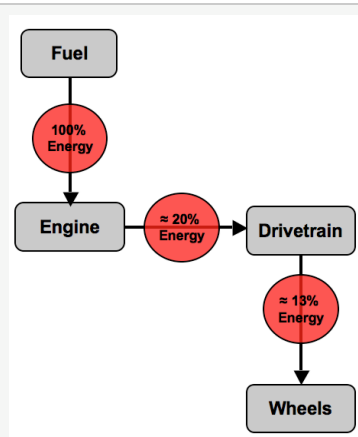 Fuel
100%
Energy
Engine
≈ 20%
Energy
Drivetrain
≈ 13%
Energy
Wheels